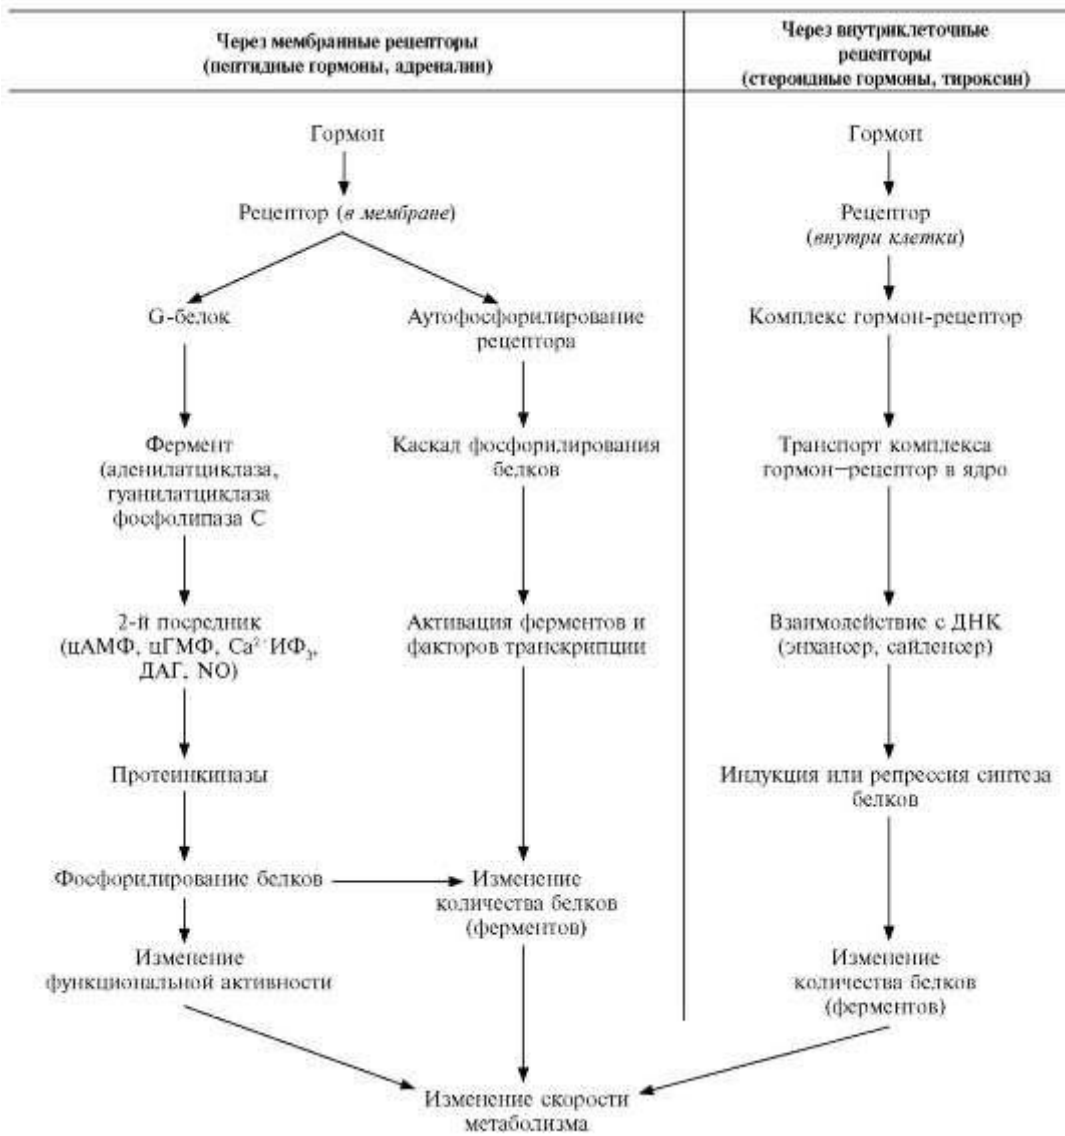 Через мембранные рецепторы
(пептидные гормоны, адреналин)
Через внутриклеточные
рецепторы
(стероидные гормоны, тироксин)
Гормон
Рецептор (в мембране)
G-белок
Аутофосфорилирование
рецептора
Фермент
(аденилатциклаза,
гуанилатциклаза
фосфолипаза С
Каскад фосфорилирования
белков
2-й посредник
(цАМФ, цГМФ, Ca²⁺ИФ₃,
ДАГ, NO)
Активация ферментов и
факторов транскрипции
Протеинкиназы
Фосфорилирование белков
Изменение
количества белков
(ферментов)
Изменение
функциональной активности
Гормон
Рецептор
(внутри клетки)
Комплекс гормон-рецептор
Транспорт комплекса
гормон—рецептор в ядро
Взаимодействие с ДНК
(энхансер, сайленсер)
Индукция или репрессия синтеза
белков
Изменение
количества белков
(ферментов)
Изменение скорости
метаболизма